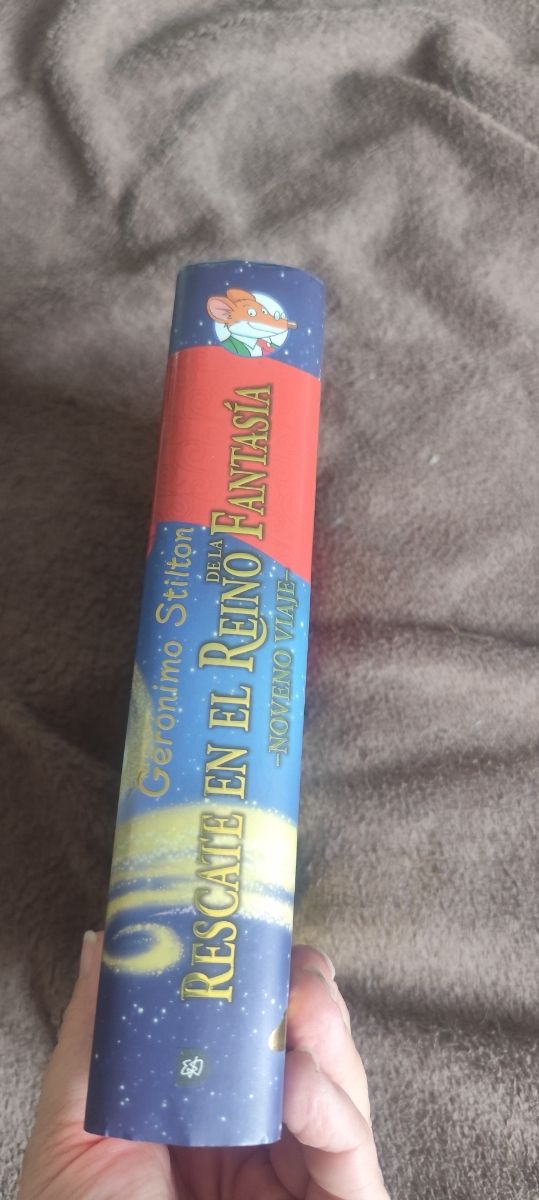 Geronimo Stilton
RESCATE EN EL REINO DE LA FANTASÍA
–NOVENO VIAJE–